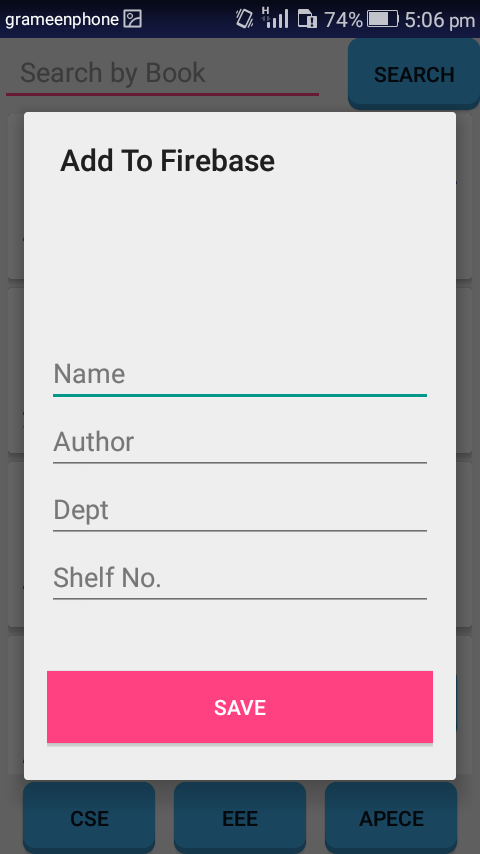 grameenphone 74% 5:06 pm
Search by Book SEARCH
Add To Firebase
Name
Author
Dept
Shelf No.
SAVE
CSE EEE APECE